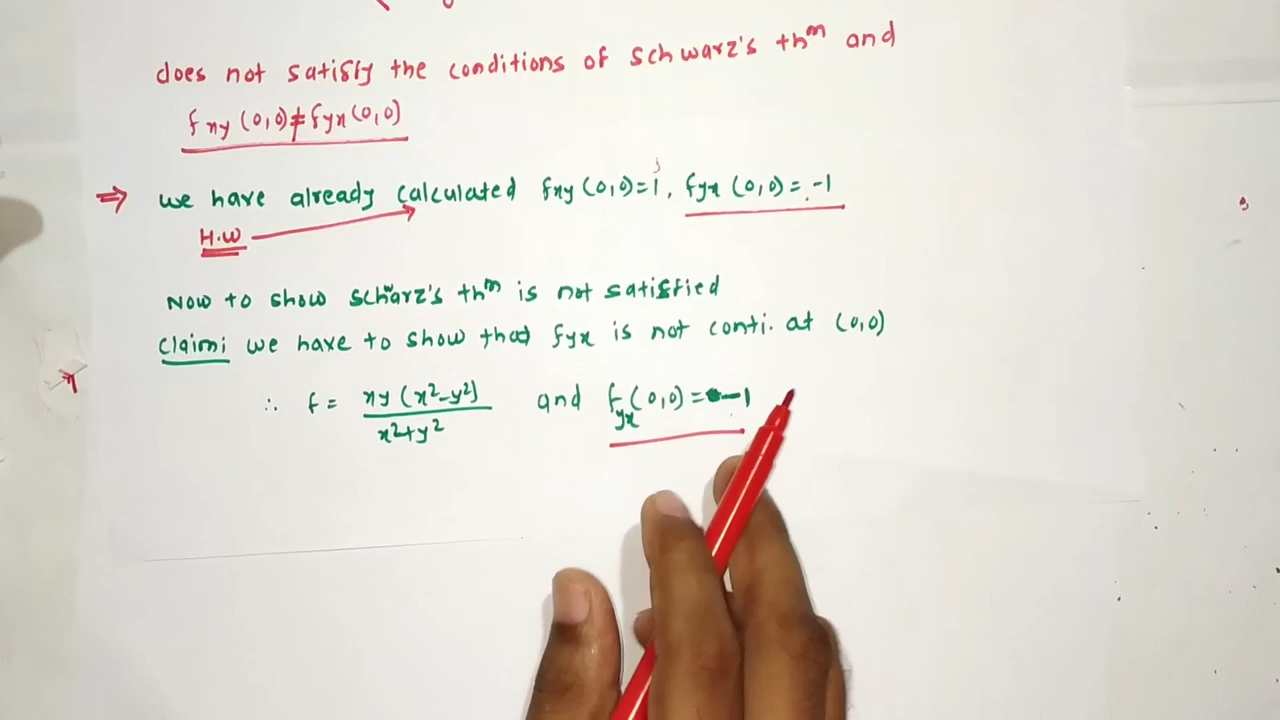 does not satisfy the conditions of schwarz's thm and
fxy (0,0) ≠ fyx (0,0)
⇒ we have already calculated fxy (0,0) = 1, fyx (0,0) = -1
H.W
Now to show schwarz's thm is not satisfied
claim: we have to show that fyx is not conti. at (0,0)
∴ f = xy (x²-y²) / x²+y² and fyx (0,0) = -1